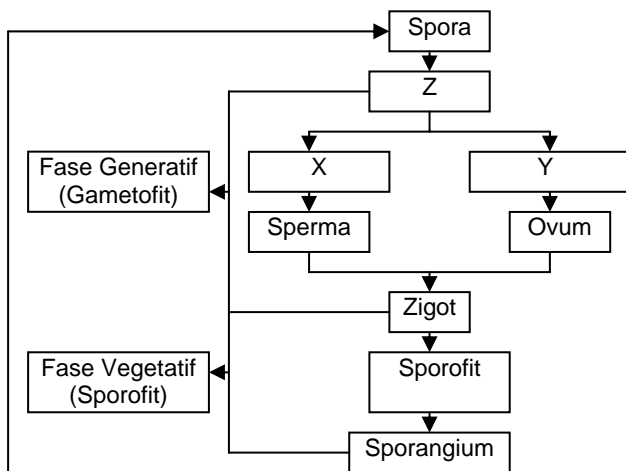 Spora
Z
Fase Generatif
(Gametofit)
X
Y
Sperma
Ovum
Zigot
Fase Vegetatif
(Sporofit)
Sporofit
Sporangium